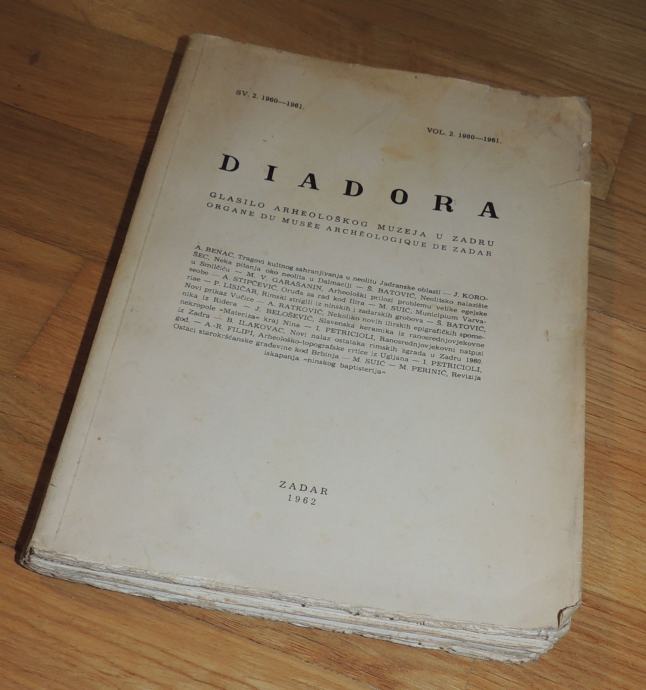 SV. 2. 1960—1961.
VOL. 2. 1960—1961.
DIADORA
GLASILO ARHEOLOŠKOG MUZEJA U ZADRU
ORGANE DU MUSÉE ARCHÉOLOGIQUE DE ZADAR
A. BENAC, Tragovi kultnog sahranjivanja u neolitu Jadranske oblasti — J. KORO-
ŠEC, Neka pitanja oko neolita u Dalmaciji — Š. BATOVIĆ, Neolitsko nalazište
u Smilčiću — M. V. GARAŠANIN, Arheološki prilozi problemu velike egejske
seobe — A. STIPČEVIĆ, Oruđa za rad kod Ilira — M. SUIĆ, Municipium Varva-
riae — P. LISIČAR, Rimski strigili iz ninskih i zadarskih grobova — Š. BATOVIĆ,
Novi prikaz Vučice — A. RATKOVIĆ, Nekoliko novih ilirskih epigrafičkih spome-
nika iz Ridera — J. BELOŠEVIĆ, Slavenska keramika iz ranosrednjovjekovne
nekropole »Materiza« kraj Nina — I. PETRICIOLI, Ranosrednjovjekovni natpisi
iz Zadra — B. ILAKOVAC, Novi nalaz ostataka rimskih zgrada u Zadru 1960.
god. — A.-R. FILIPI, Arheološko-topografske crtice iz Ugljana — I. PETRICIOLI,
Ostaci starokršćanske građevine kod Brbinja — M. SUIĆ — M. PERINIĆ, Revizija
iskapanja »ninskog baptisterija«
ZADAR
1962